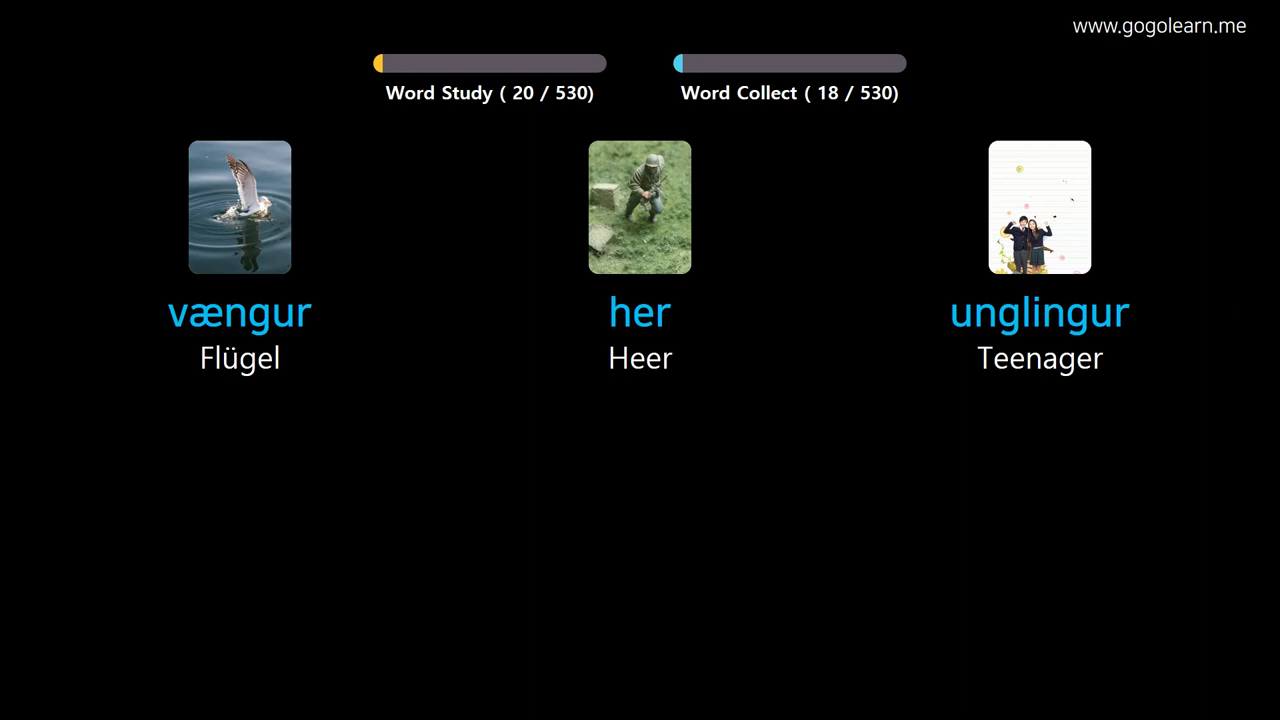 www.gogolearn.me
Word Study ( 20 / 530)
Word Collect ( 18 / 530)
vængur
her
unglingur
Flügel
Heer
Teenager